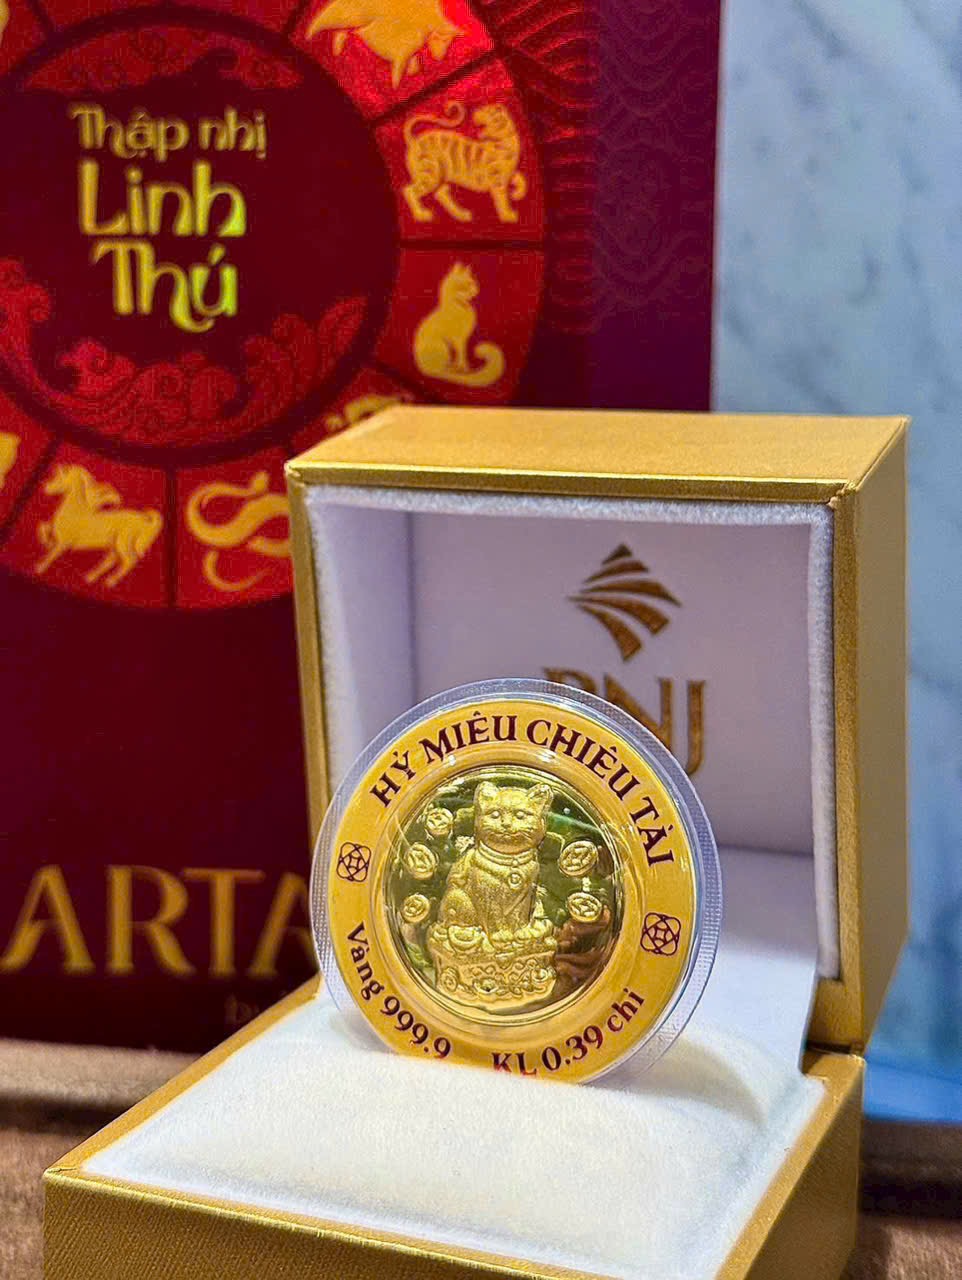 Thập nhị
Linh
Thú
PNJ
HỶ MIÊU CHIÊU TÀI
Vàng 999.9
KL 0.39 chỉ
ARTA